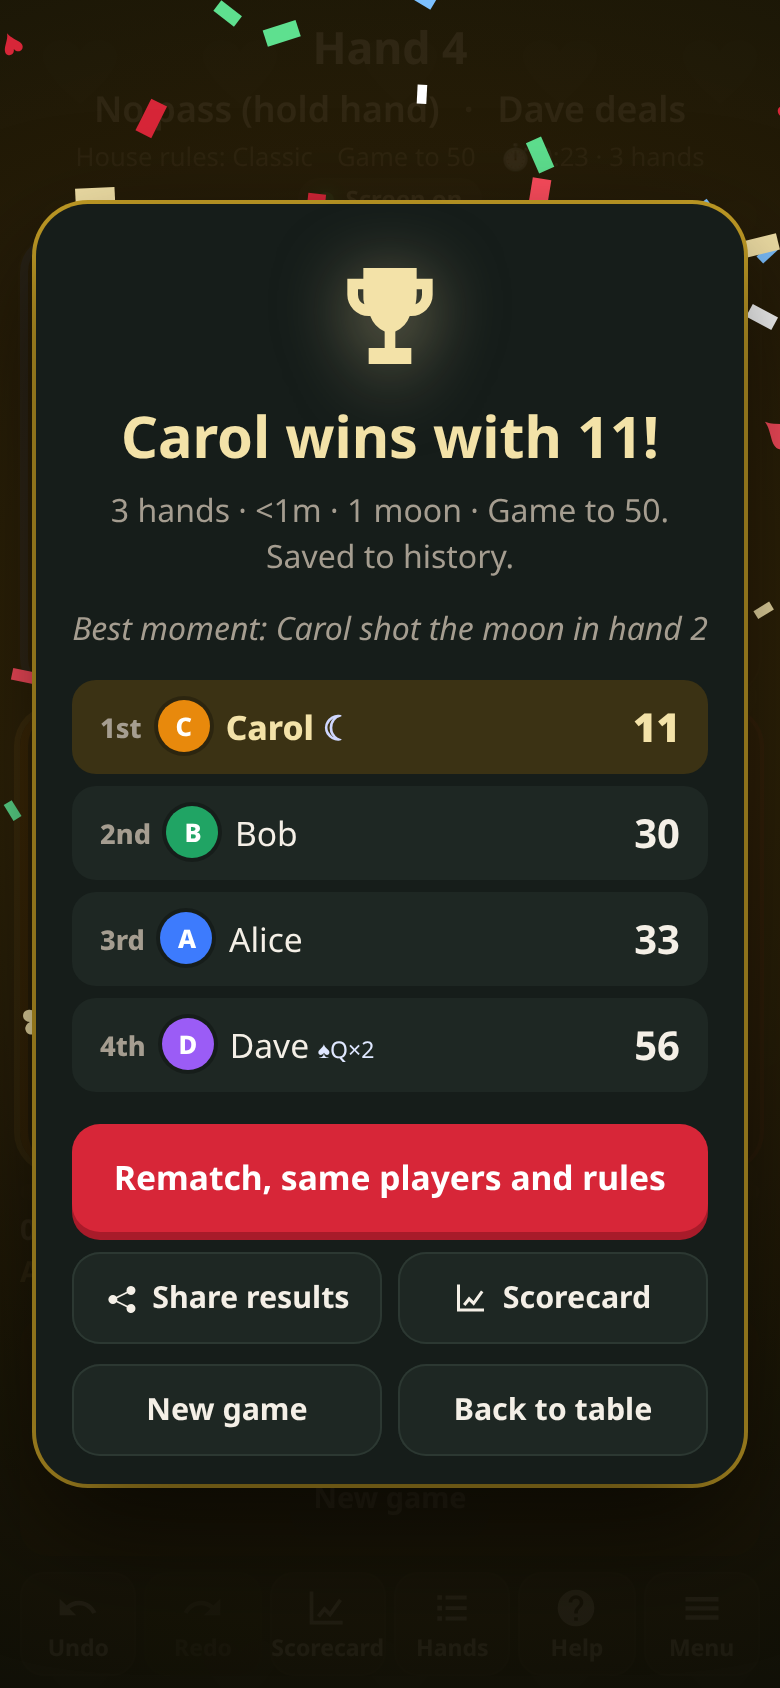 Hand 4
No pass (hold hand) · Dave deals
House rules: Classic Game to 50 :23 · 3 hands
Screen on
Carol wins with 11!
3 hands · <1m · 1 moon · Game to 50.
Saved to history.
Best moment: Carol shot the moon in hand 2
1st C Carol ☾ 11
2nd B Bob 30
3rd A Alice 33
4th D Dave ♠Q×2 56
Rematch, same players and rules
Share results Scorecard
New game Back to table
New game
Undo Redo Scorecard Hands Help Menu